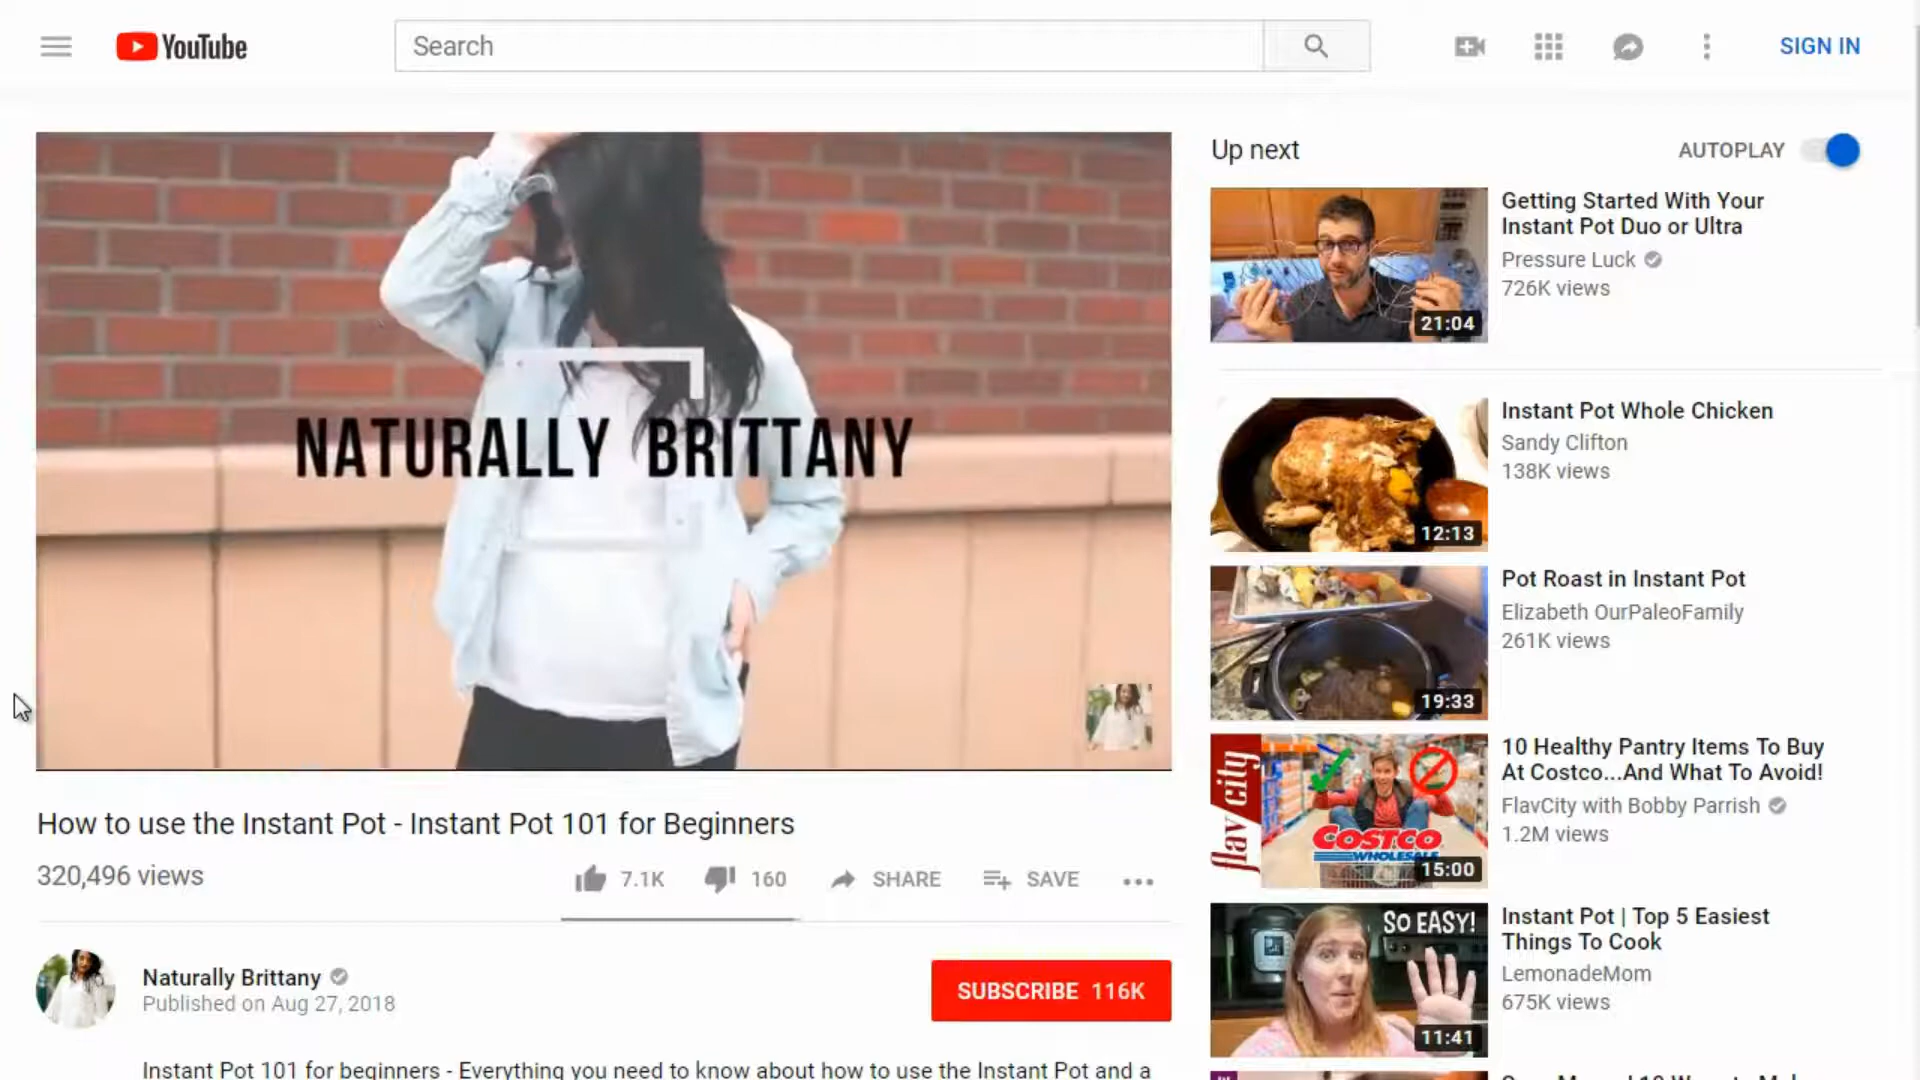 YouTube
Search
SIGN IN
NATURALLY BRITTANY
How to use the Instant Pot - Instant Pot 101 for Beginners
320,496 views
7.1K
160
SHARE
SAVE
Naturally Brittany
Published on Aug 27, 2018
SUBSCRIBE 116K
Instant Pot 101 for beginners - Everything you need to know about how to use the Instant Pot and a
Up next
AUTOPLAY
21:04
Getting Started With Your
Instant Pot Duo or Ultra
Pressure Luck
726K views
12:13
Instant Pot Whole Chicken
Sandy Clifton
138K views
19:33
Pot Roast in Instant Pot
Elizabeth OurPaleoFamily
261K views
flav city
COSTCO
WHOLESALE
15:00
10 Healthy Pantry Items To Buy
At Costco...And What To Avoid!
FlavCity with Bobby Parrish
1.2M views
SO EASY!
11:41
Instant Pot | Top 5 Easiest
Things To Cook
LemonadeMom
675K views